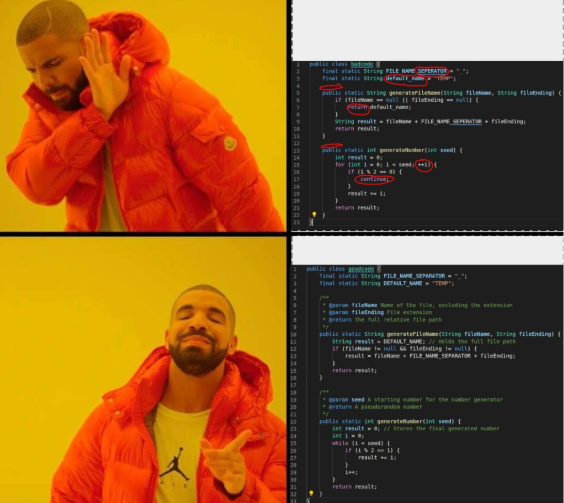 1 public class badcode {
2 final static String FILE_NAME_SEPERATOR = "_";
3 final static String default_name = "TEMP";
4
5 public static String generateFileName(String fileName, String fileEnding) {
6 if (fileName == null || fileEnding == null) {
7 return default_name;
8 }
9 String result = fileName + FILE_NAME_SEPERATOR + fileEnding;
10 return result;
11 }
12
13 public static int generateNumber(int seed) {
14 int result = 0;
15 for (int i = 0; i < seed; ++i) {
16 if (i % 2 == 0) {
17 continue;
18 }
19 result += i;
20 }
21 return result;
22 }
23 }
1 public class goodcode {
2 final static String FILE_NAME_SEPARATOR = "_";
3 final static String DEFAULT_NAME = "TEMP";
4
5 /**
6 * @param fileName Name of the file, excluding the extension
7 * @param fileEnding File extension
8 * @return The full relative file path
9 */
10 public static String generateFileName(String fileName, String fileEnding) {
11 String result = DEFAULT_NAME; // Holds the full file path
12 if (fileName != null && fileEnding != null) {
13 result = fileName + FILE_NAME_SEPARATOR + fileEnding;
14 }
15 return result;
16 }
17
18 /**
19 * @param seed A starting number for the number generator
20 * @return A pseudorandom number
21 */
22 public static int generateNumber(int seed) {
23 int result = 0; // Stores the final generated number
24 int i = 0;
25 while (i < seed) {
26 if (i % 2 == 1) {
27 result += i;
28 }
29 i++;
30 }
31 return result;
32 }
33 }